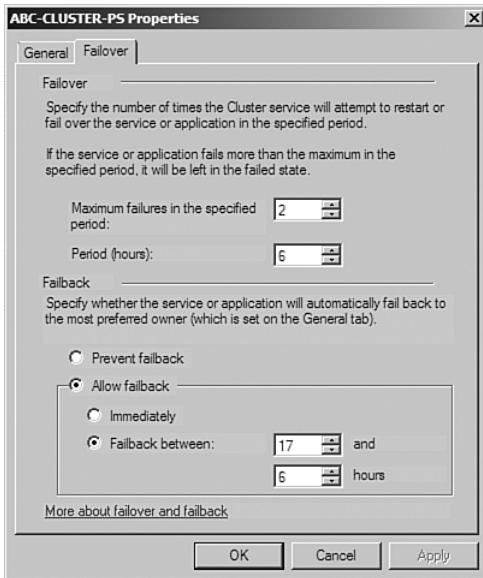 ABC-CLUSTER-PS Properties
General
Failover
Failover
Specify the number of times the Cluster service will attempt to restart or
fail over the service or application in the specified period.
If the service or application fails more than the maximum in the
specified period, it will be left in the failed state.
Maximum failures in the specified
period:
2
Period (hours):
6
Failback
Specify whether the service or application will automatically fail back to
the most preferred owner (which is set on the General tab).
Prevent failback
Allow failback
Immediately
Failback between:
17
and
6
hours
More about failover and failback
OK
Cancel
Apply